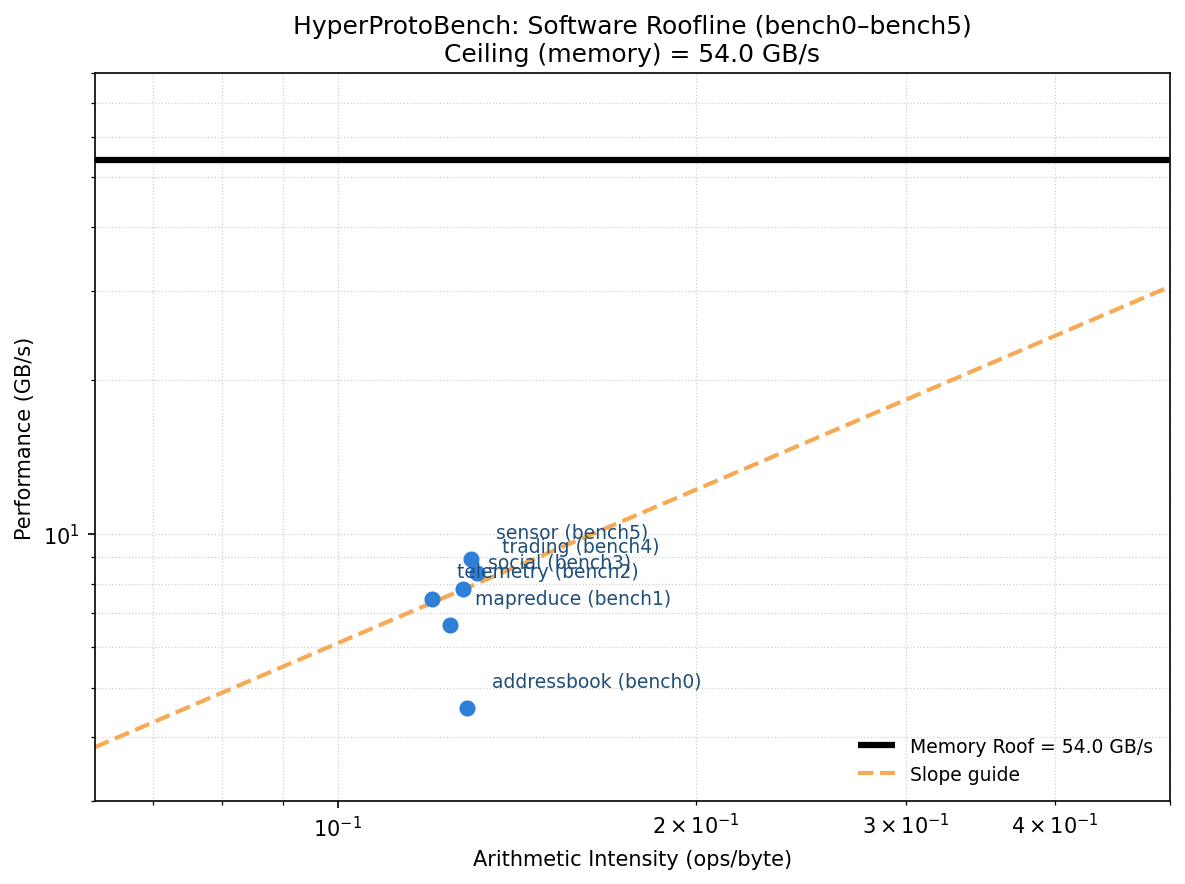 HyperProtoBench: Software Roofline (bench0–bench5)
Ceiling (memory) = 54.0 GB/s
Performance (GB/s)
10¹
sensor (bench5)
trading (bench4)
social (bench3)
telemetry (bench2)
mapreduce (bench1)
addressbook (bench0)
Memory Roof = 54.0 GB/s
Slope guide
10⁻¹
2 × 10⁻¹
3 × 10⁻¹
4 × 10⁻¹
Arithmetic Intensity (ops/byte)